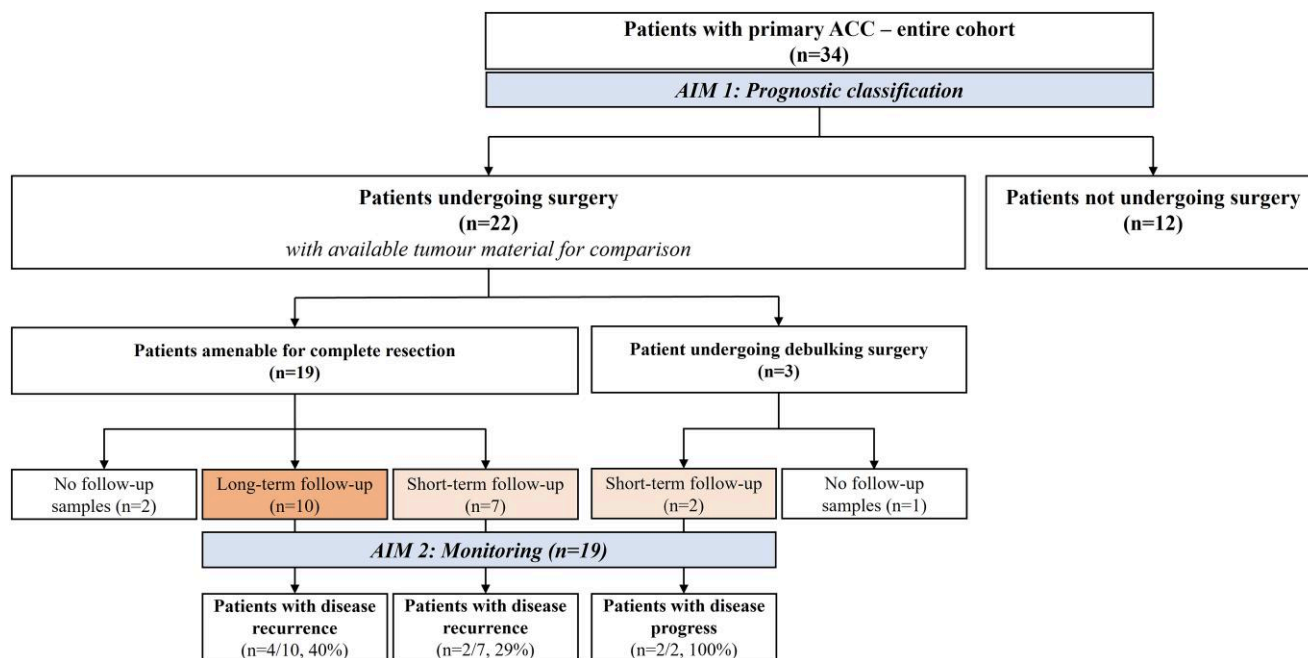 Patients with primary ACC – entire cohort
(n=34)
AIM 1: Prognostic classification
Patients undergoing surgery
(n=22)
with available tumour material for comparison
Patients not undergoing surgery
(n=12)
Patients amenable for complete resection
(n=19)
Patient undergoing debulking surgery
(n=3)
No follow-up
samples (n=2)
Long-term follow-up
(n=10)
Short-term follow-up
(n=7)
Short-term follow-up
(n=2)
No follow-up
samples (n=1)
AIM 2: Monitoring (n=19)
Patients with disease
recurrence
(n=4/10, 40%)
Patients with disease
recurrence
(n=2/7, 29%)
Patients with disease
progress
(n=2/2, 100%)